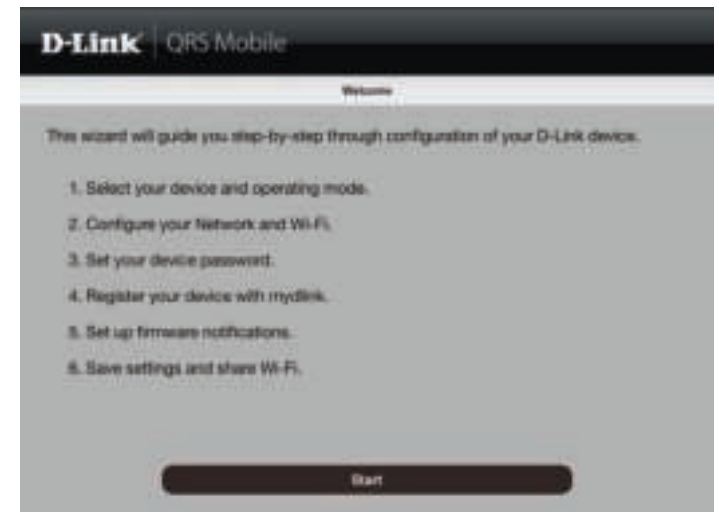 D-Link QRS Mobile
Welcome
This wizard will guide you step-by-step through configuration of your D-Link device.
1. Select your device and operating mode.
2. Configure your Network and Wi-Fi.
3. Set your device password.
4. Register your device with mydlink.
5. Set up firmware notifications.
6. Save settings and share Wi-Fi.
Start